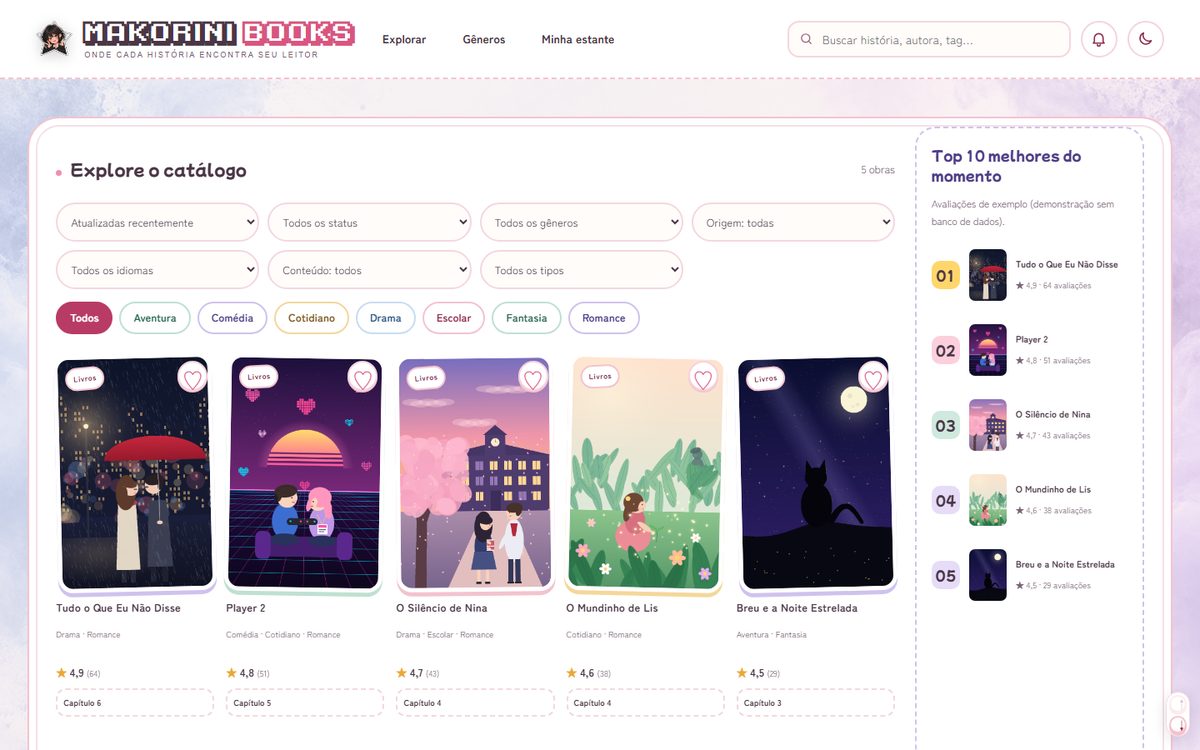 MAKORINI BOOKS
ONDE CADA HISTÓRIA ENCONTRA SEU LEITOR
Explorar
Gêneros
Minha estante
Buscar história, autora, tag...
Explore o catálogo
5 obras
Atualizadas recentemente
Todos os status
Todos os gêneros
Origem: todas
Todos os idiomas
Conteúdo: todos
Todos os tipos
Todos
Aventura
Comédia
Cotidiano
Drama
Escolar
Fantasia
Romance
Livros
Livros
Livros
Livros
Livros
Tudo o Que Eu Não Disse
Player 2
O Silêncio de Nina
O Mundinho de Lis
Breu e a Noite Estrelada
Drama · Romance
Comédia · Cotidiano · Romance
Drama · Escolar · Romance
Cotidiano · Romance
Aventura · Fantasia
★ 4,9 (64)
★ 4,8 (51)
★ 4,7 (43)
★ 4,6 (38)
★ 4,5 (29)
Capítulo 6
Capítulo 5
Capítulo 4
Capítulo 4
Capítulo 3
Top 10 melhores do
momento
Avaliações de exemplo (demonstração sem
banco de dados).
01
Tudo o Que Eu Não Disse
★ 4,9 · 64 avaliações
02
Player 2
★ 4,8 · 51 avaliações
03
O Silêncio de Nina
★ 4,7 · 43 avaliações
04
O Mundinho de Lis
★ 4,6 · 38 avaliações
05
Breu e a Noite Estrelada
★ 4,5 · 29 avaliações